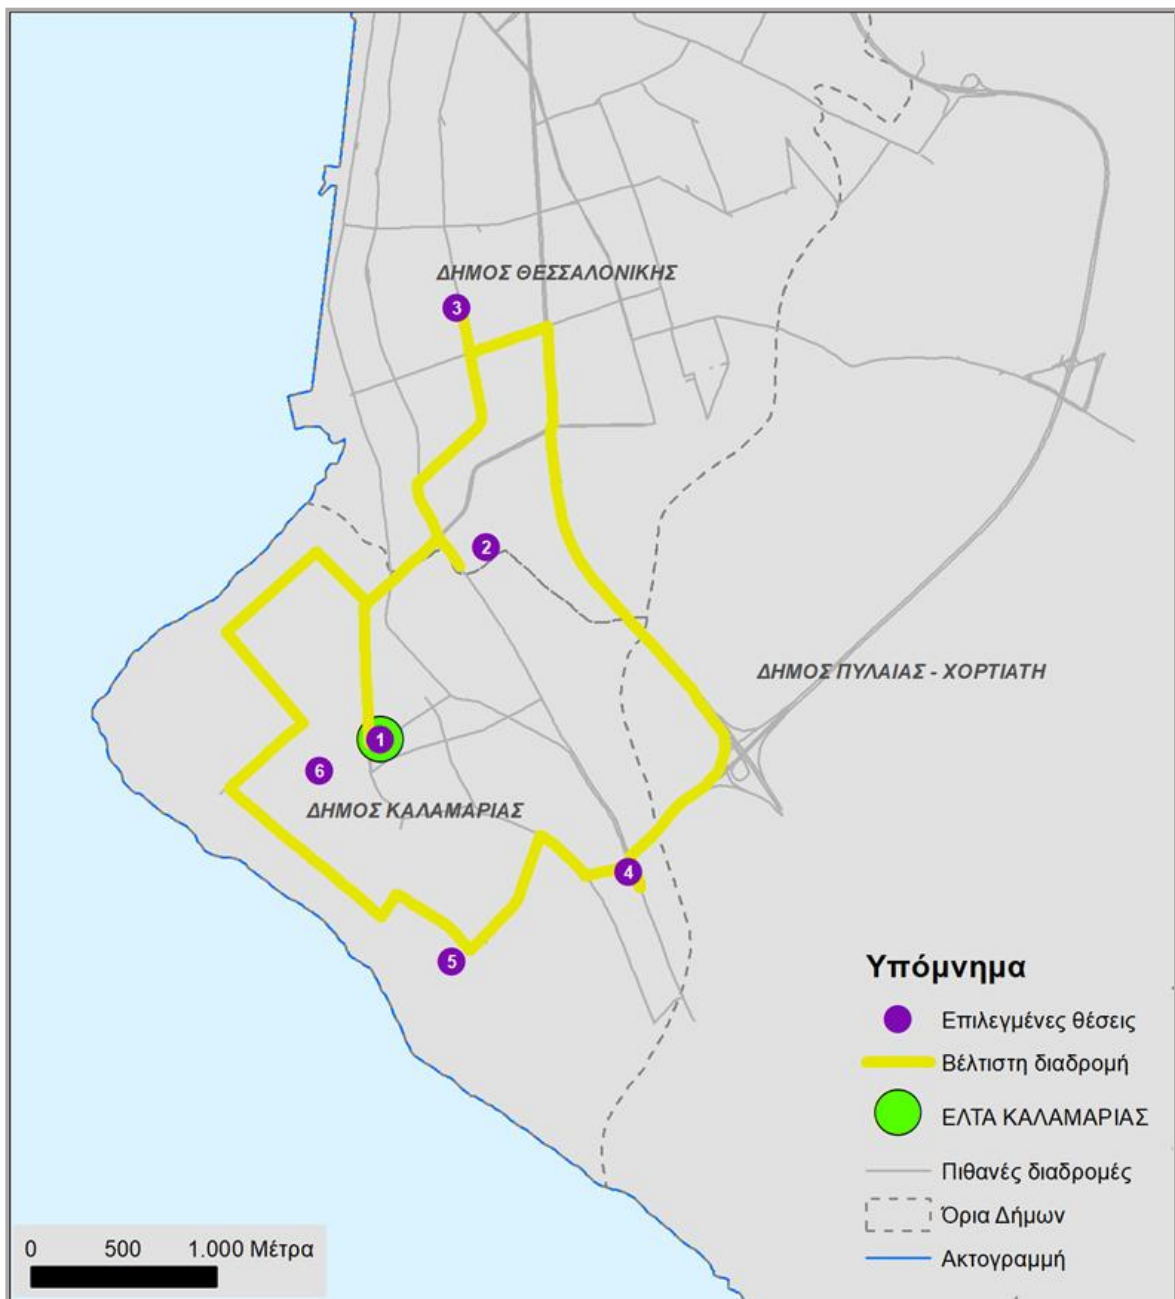 ΔΗΜΟΣ ΘΕΣΣΑΛΟΝΙΚΗΣ
3
2
ΔΗΜΟΣ ΠΥΛΑΙΑΣ - ΧΟΡΤΙΑΤΗ
1
6
ΔΗΜΟΣ ΚΑΛΑΜΑΡΙΑΣ
4
5
Υπόμνημα
Επιλεγμένες θέσεις
Βέλτιστη διαδρομή
ΕΛΤΑ ΚΑΛΑΜΑΡΙΑΣ
Πιθανές διαδρομές
Όρια Δήμων
Ακτογραμμή
0 500 1.000 Μέτρα